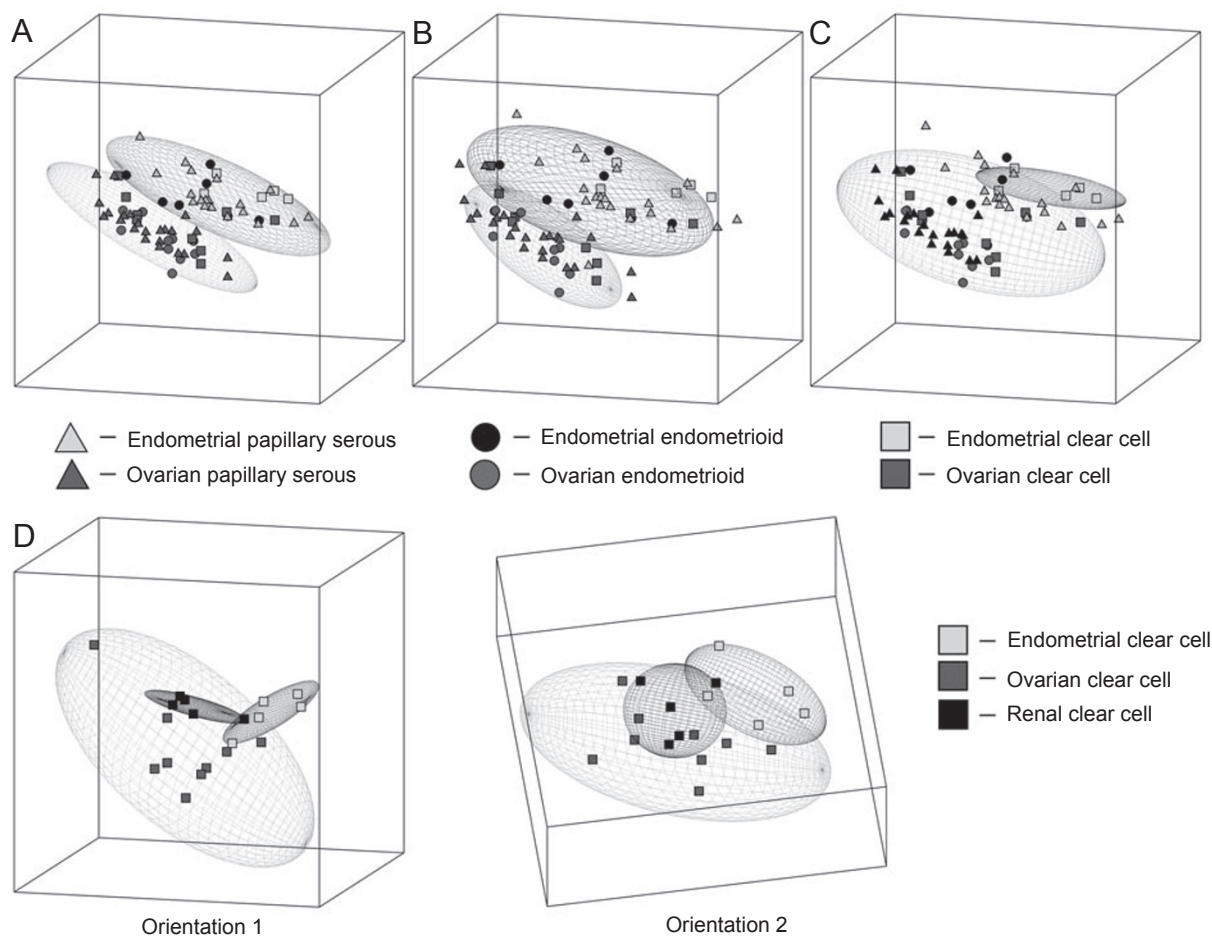 A
B
C
– Endometrial papillary serous
– Ovarian papillary serous
– Endometrial endometrioid
– Ovarian endometrioid
– Endometrial clear cell
– Ovarian clear cell
D
– Endometrial clear cell
– Ovarian clear cell
– Renal clear cell
Orientation 1
Orientation 2